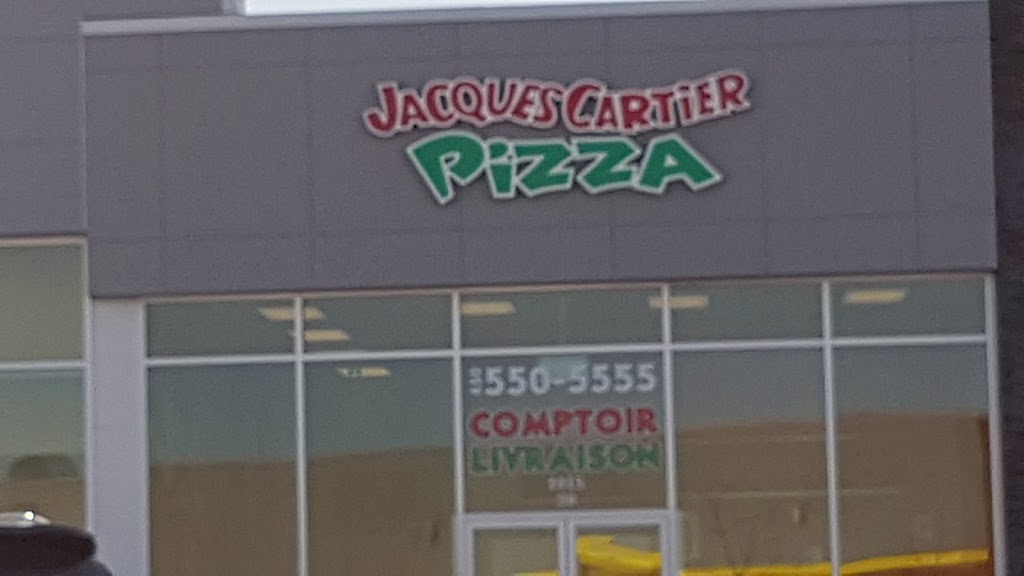 JACQUES CARTIER
PIZZA
550-5555
COMPTOIR
LIVRAISON